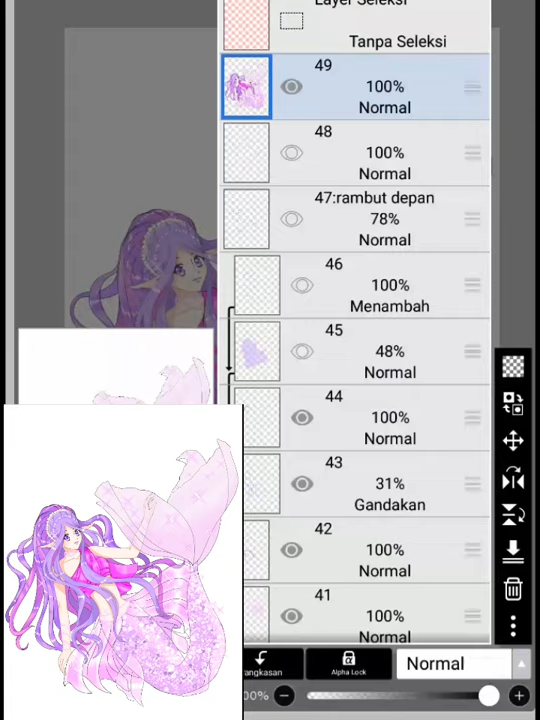 Layer Seleksi
Tanpa Seleksi
49
100%
Normal
48
100%
Normal
47:rambut depan
78%
Normal
46
100%
Menambah
45
48%
Normal
44
100%
Normal
43
31%
Gandakan
42
100%
Normal
41
100%
Normal
Alpha Lock
Normal